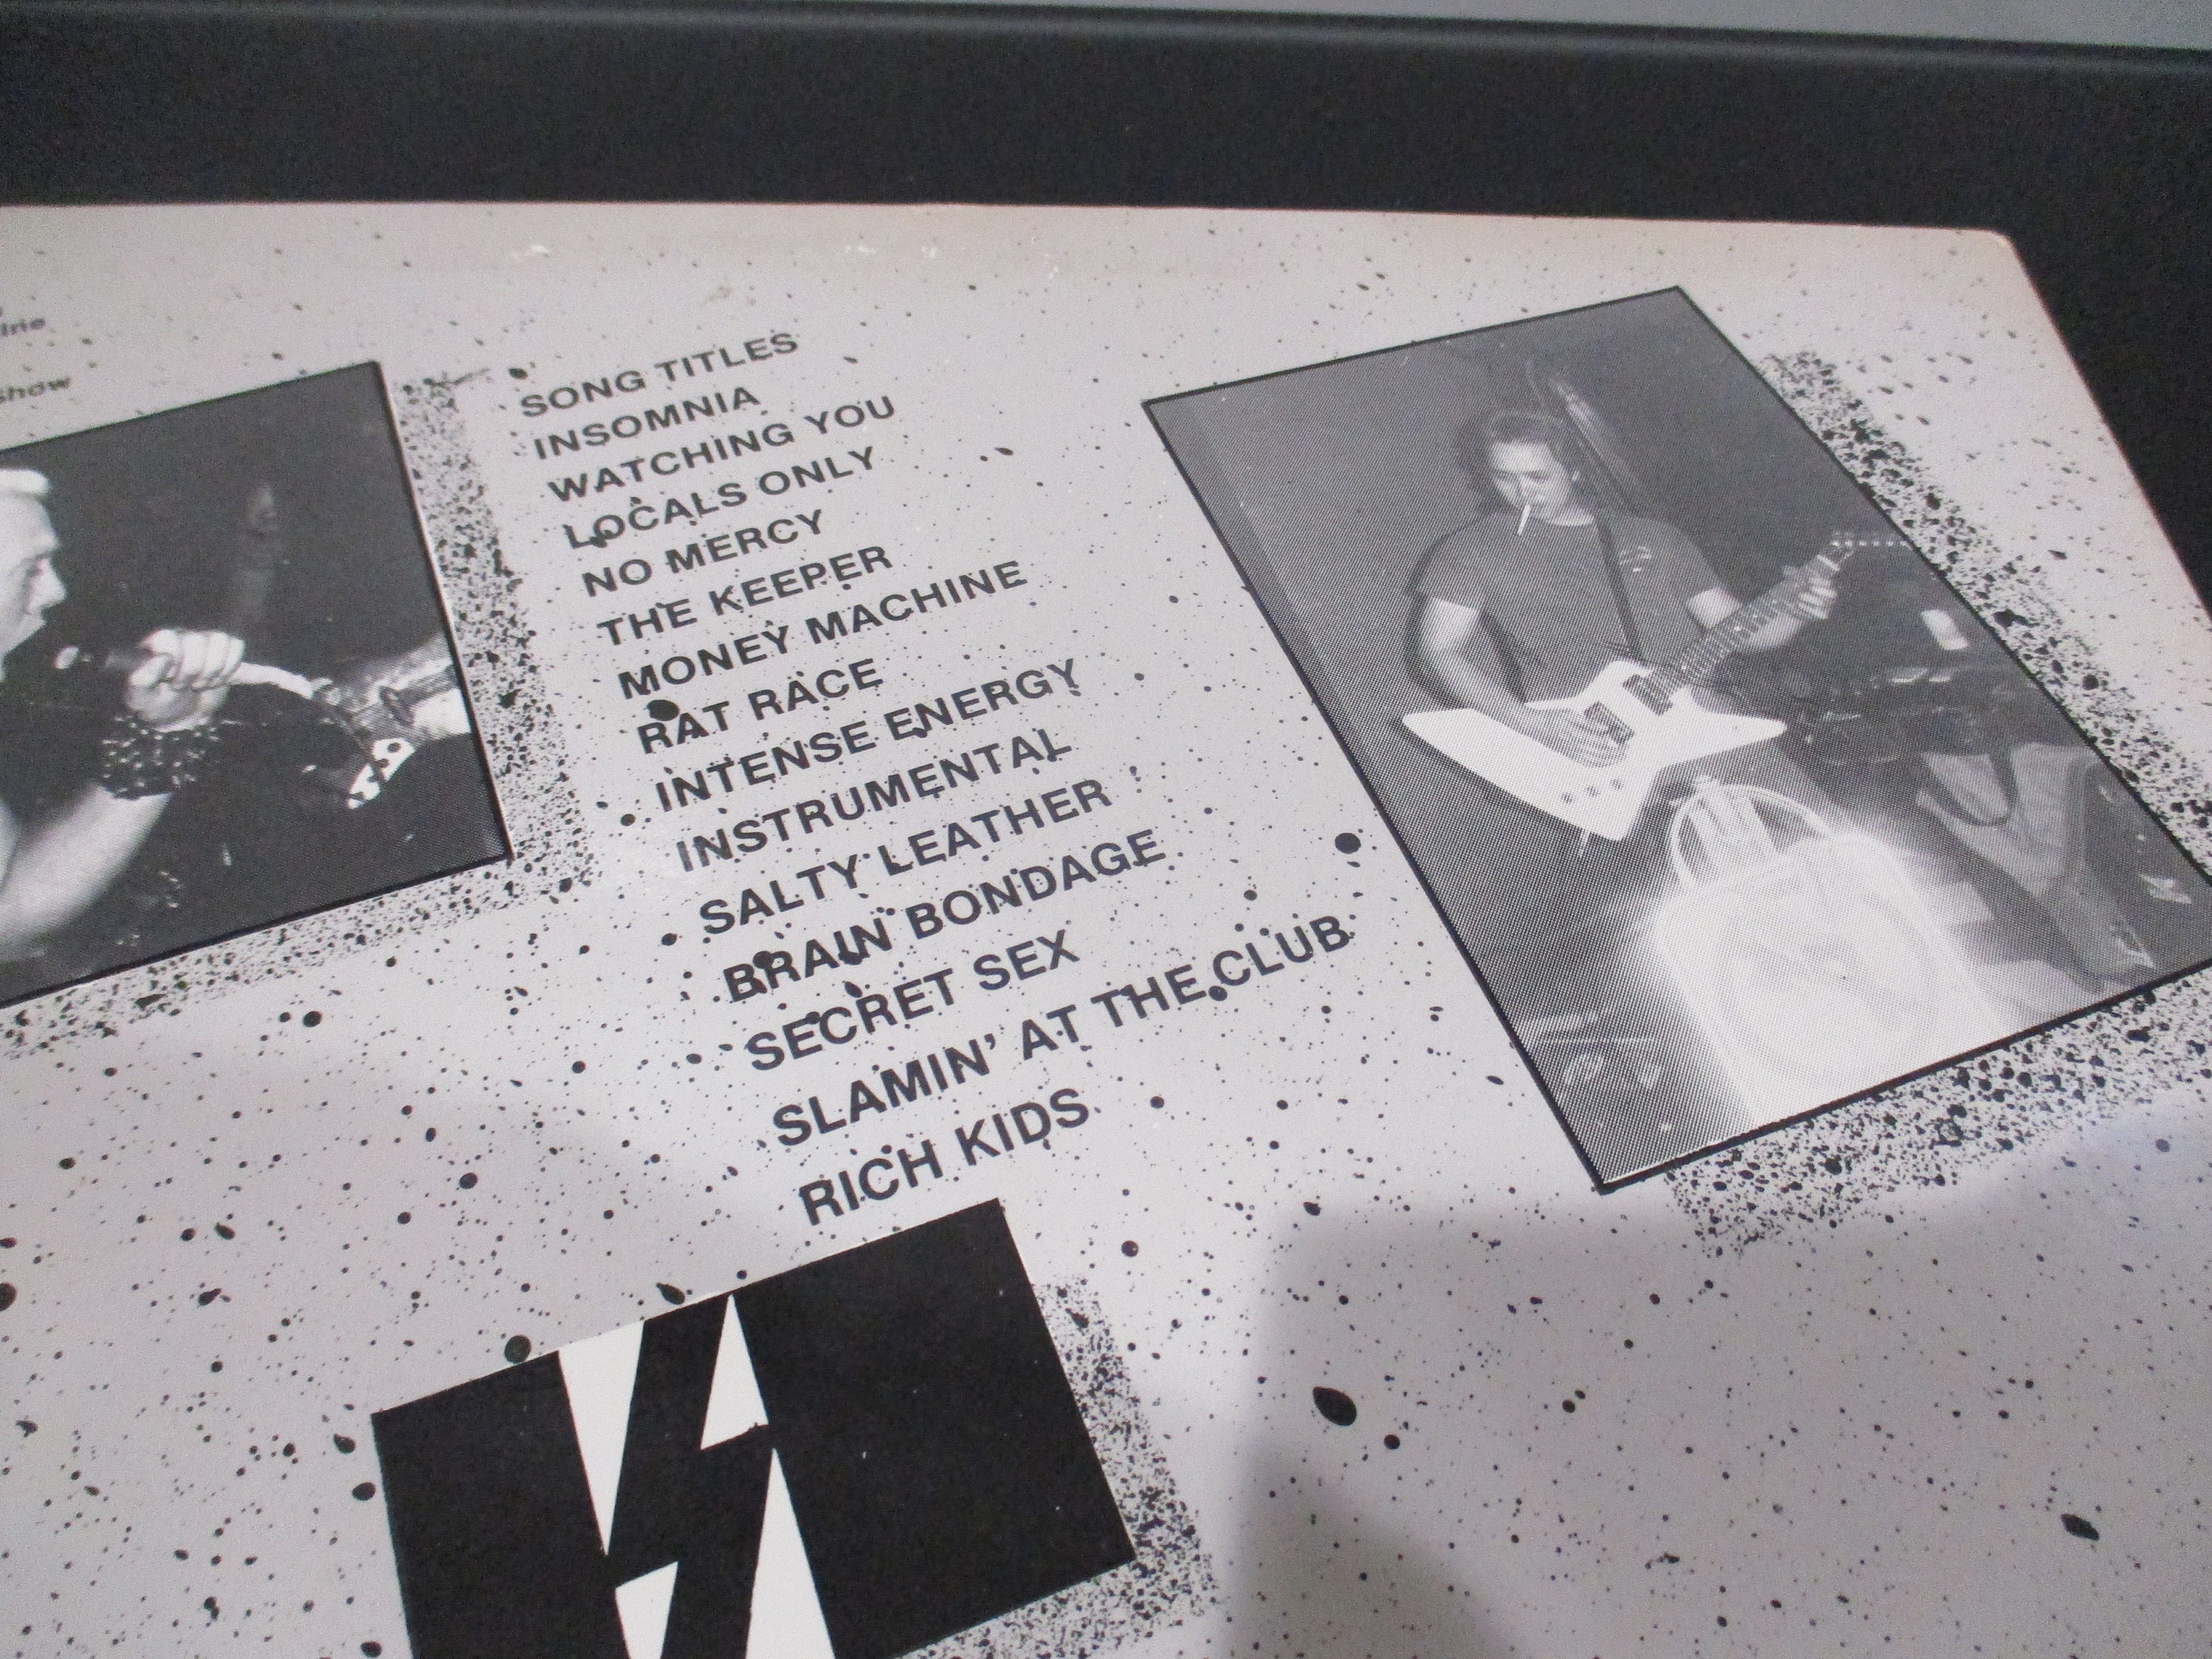 show
SONG TITLES
INSOMNIA
WATCHING YOU
LOCALS ONLY
NO MERCY
THE KEEPER
MONEY MACHINE
RAT RACE
INTENSE ENERGY
INSTRUMENTAL
SALTY LEATHER
BRAIN BONDAGE
SECRET SEX
SLAMIN' AT THE CLUB
RICH KIDS